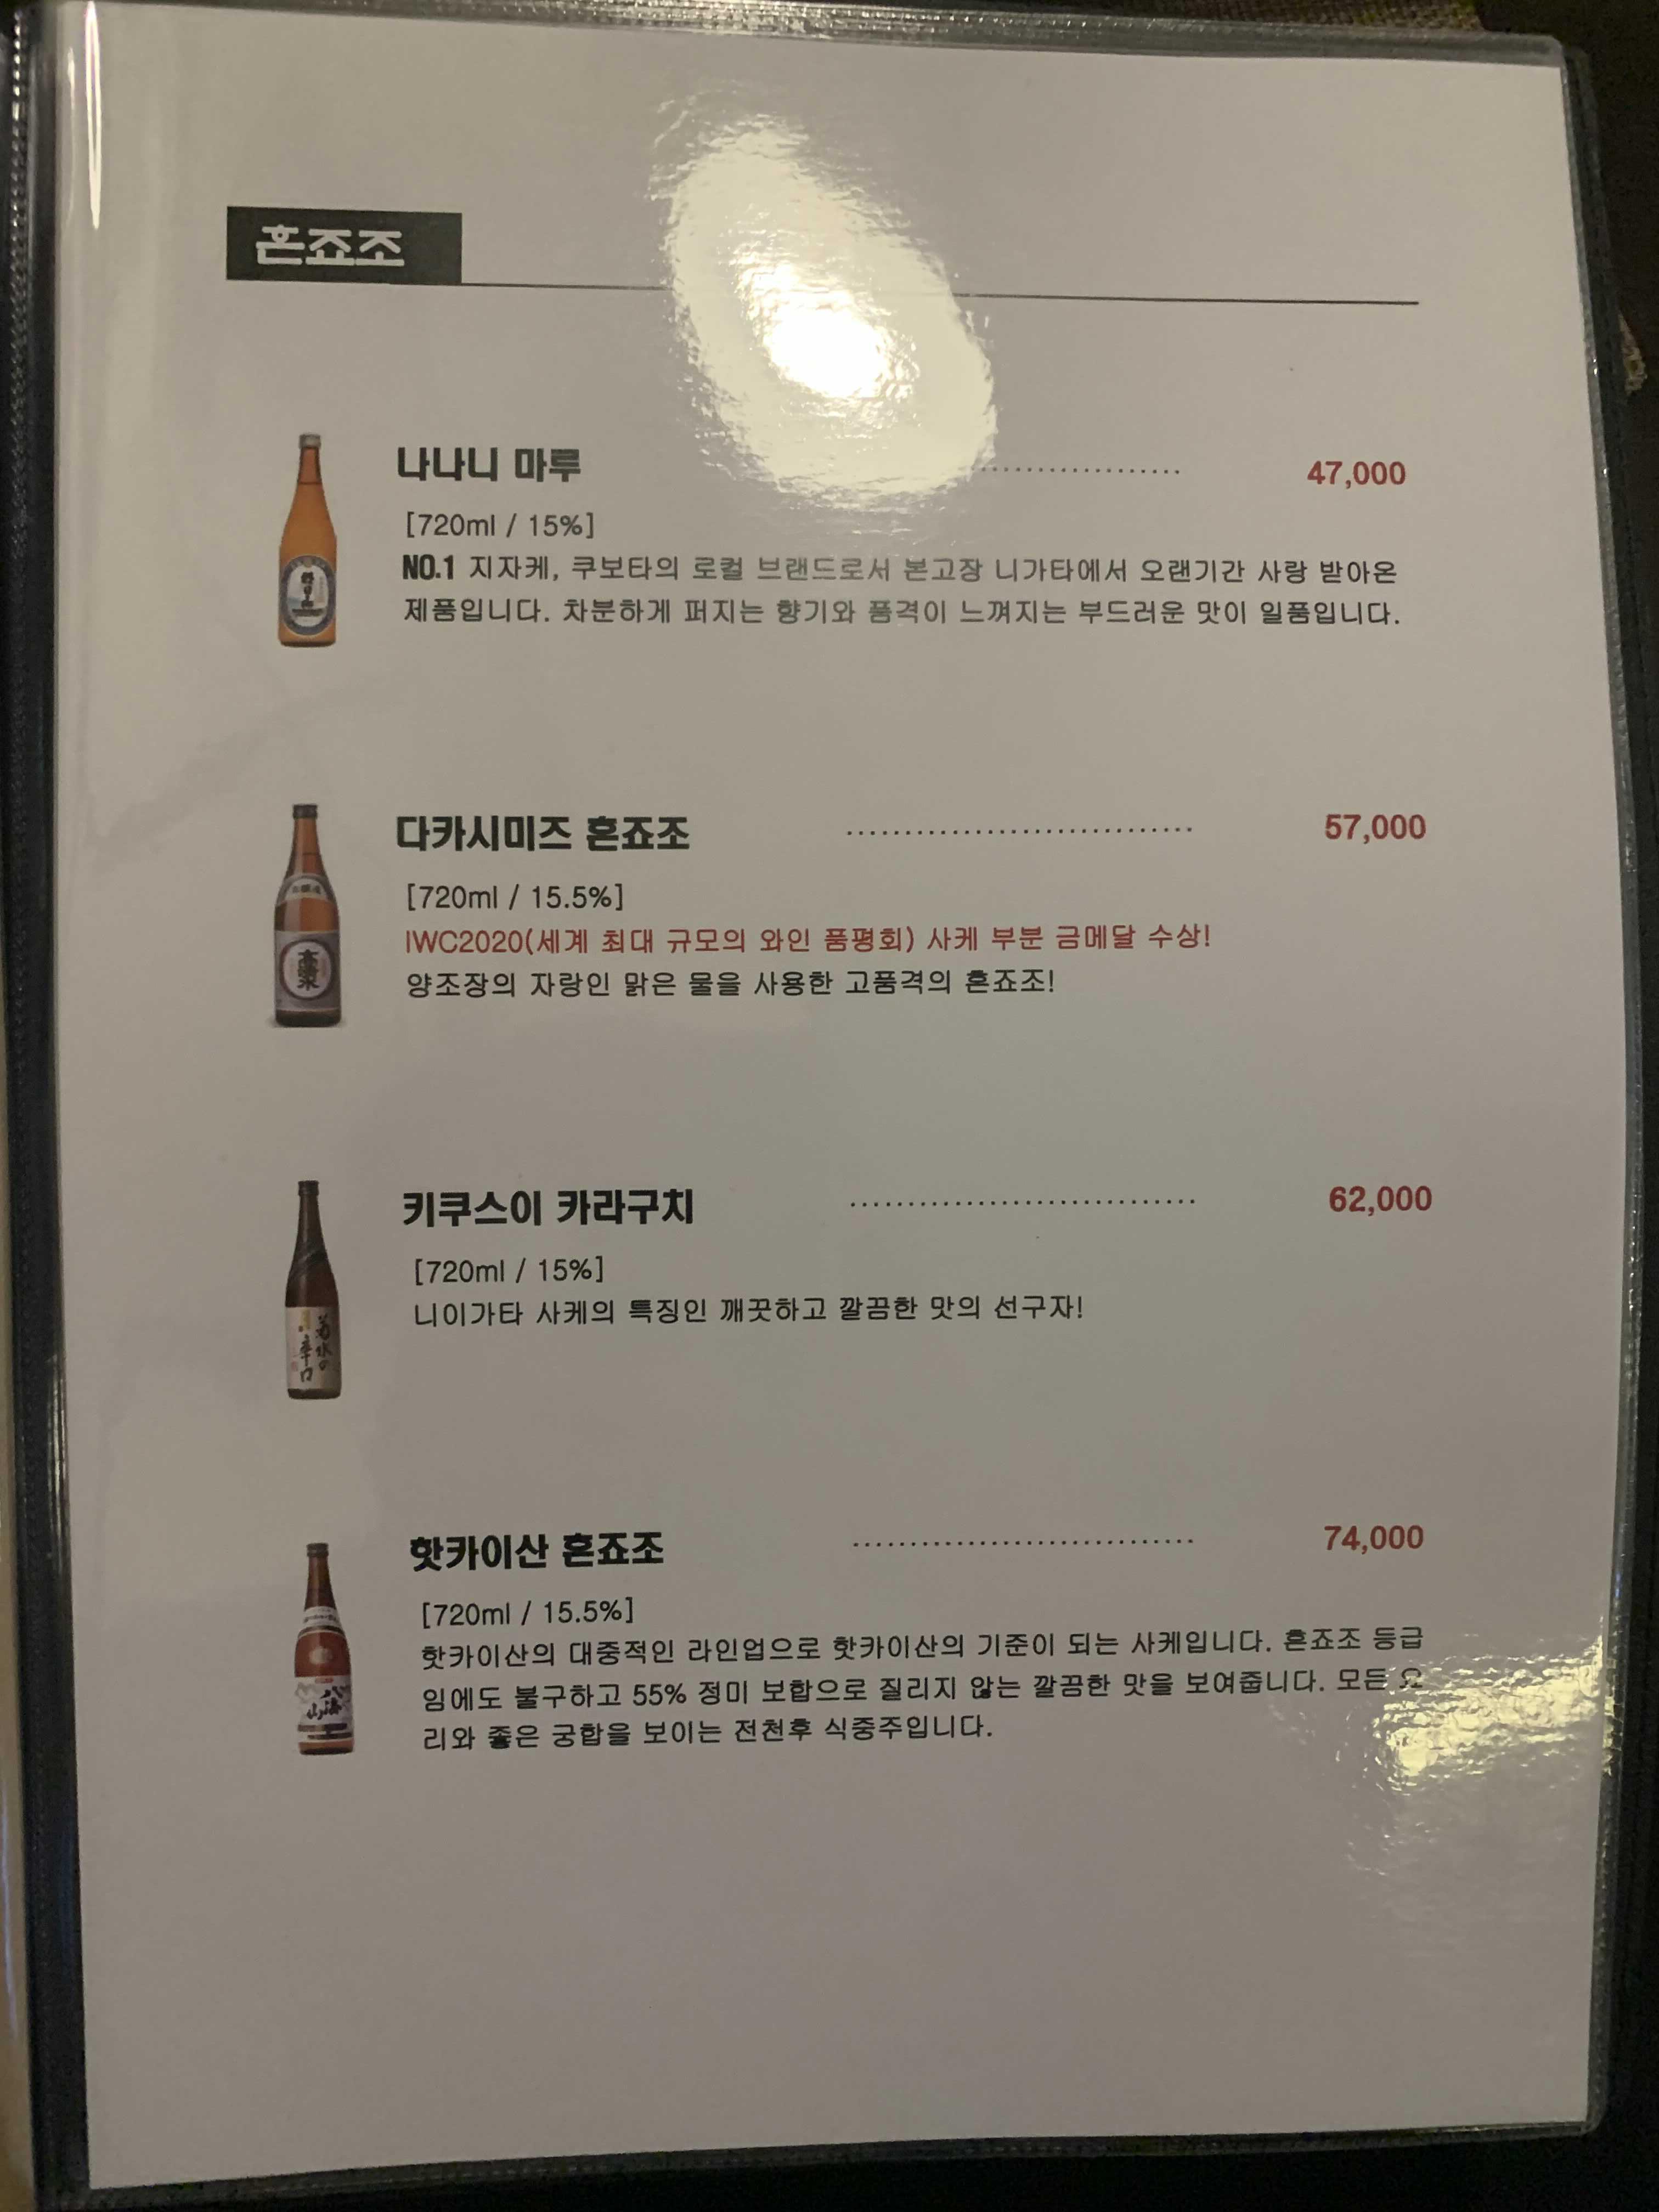 혼죠조
나나니 마루 47,000
[720ml / 15%]
NO.1 지자케, 쿠보타의 로컬 브랜드로서 본고장 니가타에서 오랜기간 사랑 받아온
제품입니다. 차분하게 퍼지는 향기와 품격이 느껴지는 부드러운 맛이 일품입니다.
다카시미즈 혼죠조 57,000
[720ml / 15.5%]
IWC2020(세계 최대 규모의 와인 품평회) 사케 부분 금메달 수상!
양조장의 자랑인 맑은 물을 사용한 고품격의 혼죠조!
키쿠스이 카라구치 62,000
[720ml / 15%]
니이가타 사케의 특징인 깨끗하고 깔끔한 맛의 선구자!
菊水の
辛口
핫카이산 혼죠조 74,000
[720ml / 15.5%]
핫카이산의 대중적인 라인업으로 핫카이산의 기준이 되는 사케입니다. 혼죠조 등급
임에도 불구하고 55% 정미 보합으로 질리지 않는 깔끔한 맛을 보여줍니다. 모든 요
리와 좋은 궁합을 보이는 전천후 식중주입니다.
八海
山